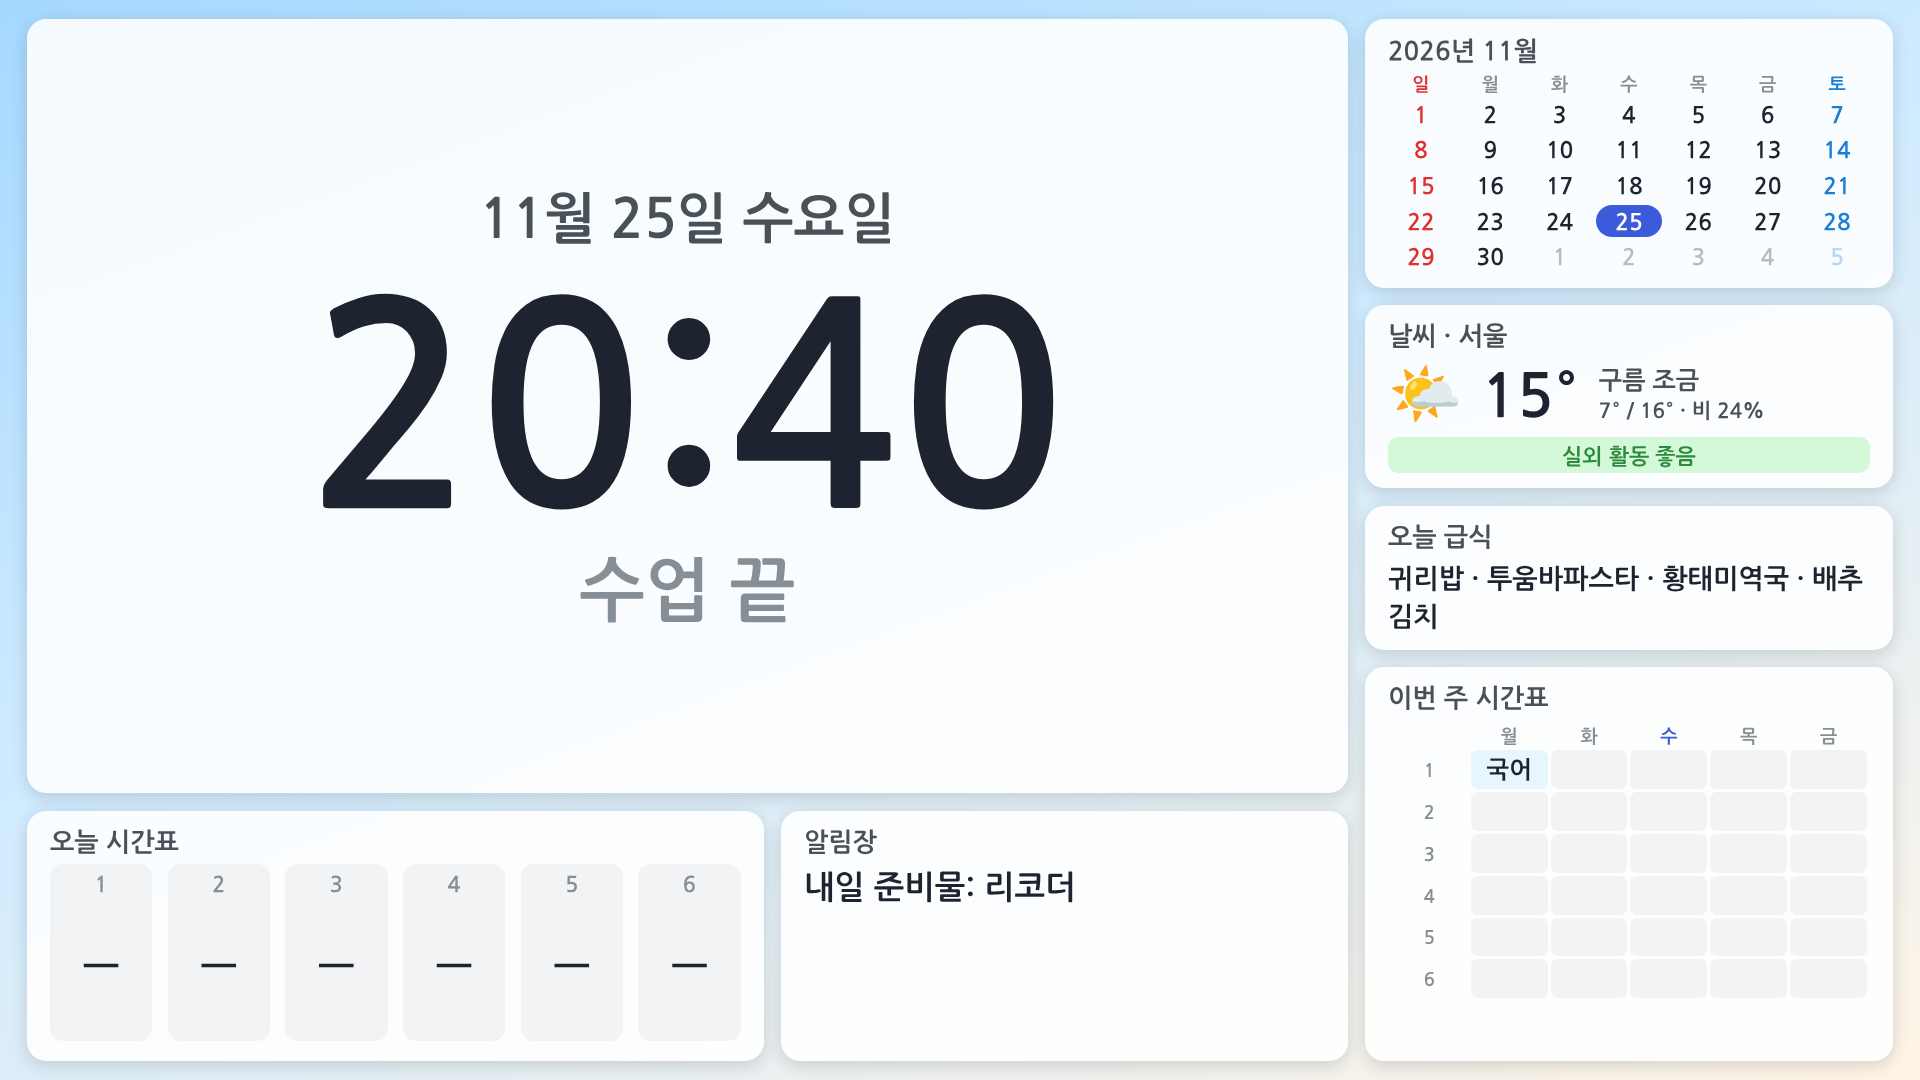 11월 25일 수요일
20:40
수업 끝
오늘 시간표
1 2 3 4 5 6
— — — — — —
알림장
내일 준비물: 리코더
2026년 11월
일 월 화 수 목 금 토
1 2 3 4 5 6 7
8 9 10 11 12 13 14
15 16 17 18 19 20 21
22 23 24 25 26 27 28
29 30 1 2 3 4 5
날씨 · 서울
15°
구름 조금
7° / 16° · 비 24%
실외 활동 좋음
오늘 급식
귀리밥 · 투움바파스타 · 황태미역국 · 배추
김치
이번 주 시간표
월 화 수 목 금
1 국어
2
3
4
5
6